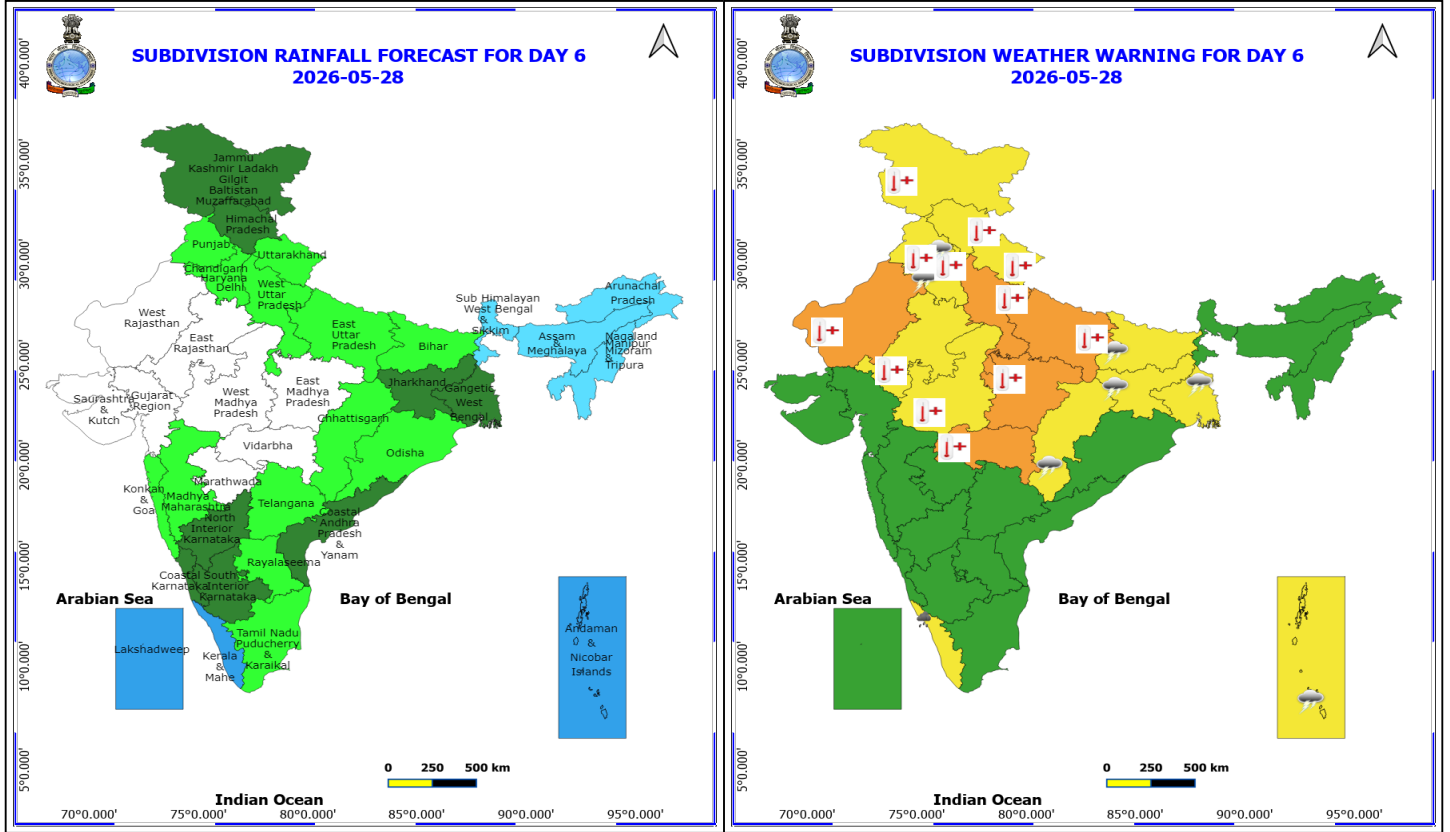 SUBDIVISION RAINFALL FORECAST FOR DAY 6
2026-05-28
40°0.000'
35°0.000'
30°0.000'
25°0.000'
20°0.000'
15°0.000'
10°0.000'
5°0.000'
Jammu
Kashmir Ladakh
Gilgit
Baltistan
Muzaffarabad
Himachal
Pradesh
Punjab
Uttarakhand
Chandigarh
Haryana
Delhi
West
Uttar
Pradesh
West
Rajasthan
East
Rajasthan
East
Uttar
Pradesh
Bihar
Sub Himalayan
West Bengal
&
Sikkim
Arunachal
Pradesh
Assam
&
Meghalaya
Nagaland
Manipur
Mizoram
&
Tripura
Saurashtra
&
Kutch
Gujarat
Region
West
Madhya
Pradesh
East
Madhya
Pradesh
Jharkhand
Gangetic
West
Bengal
Chhattisgarh
Vidarbha
Odisha
Konkan
&
Goa
Madhya
Maharashtra
Marathwada
Telangana
North
Interior
Karnataka
Coastal
Andhra
Pradesh
&
Yanam
Rayalaseema
Coastal
Karnataka
South
Interior
Karnataka
Arabian Sea
Bay of Bengal
Lakshadweep
Kerala
&
Mahe
Tamil Nadu
Puducherry
&
Karaikal
Andaman
&
Nicobar
Islands
0 250 500 km
Indian Ocean
70°0.000' 75°0.000' 80°0.000' 85°0.000' 90°0.000' 95°0.000'
SUBDIVISION WEATHER WARNING FOR DAY 6
2026-05-28
40°0.000'
35°0.000'
30°0.000'
25°0.000'
20°0.000'
15°0.000'
10°0.000'
5°0.000'
Arabian Sea
Bay of Bengal
0 250 500 km
Indian Ocean
70°0.000' 75°0.000' 80°0.000' 85°0.000' 90°0.000' 95°0.000'